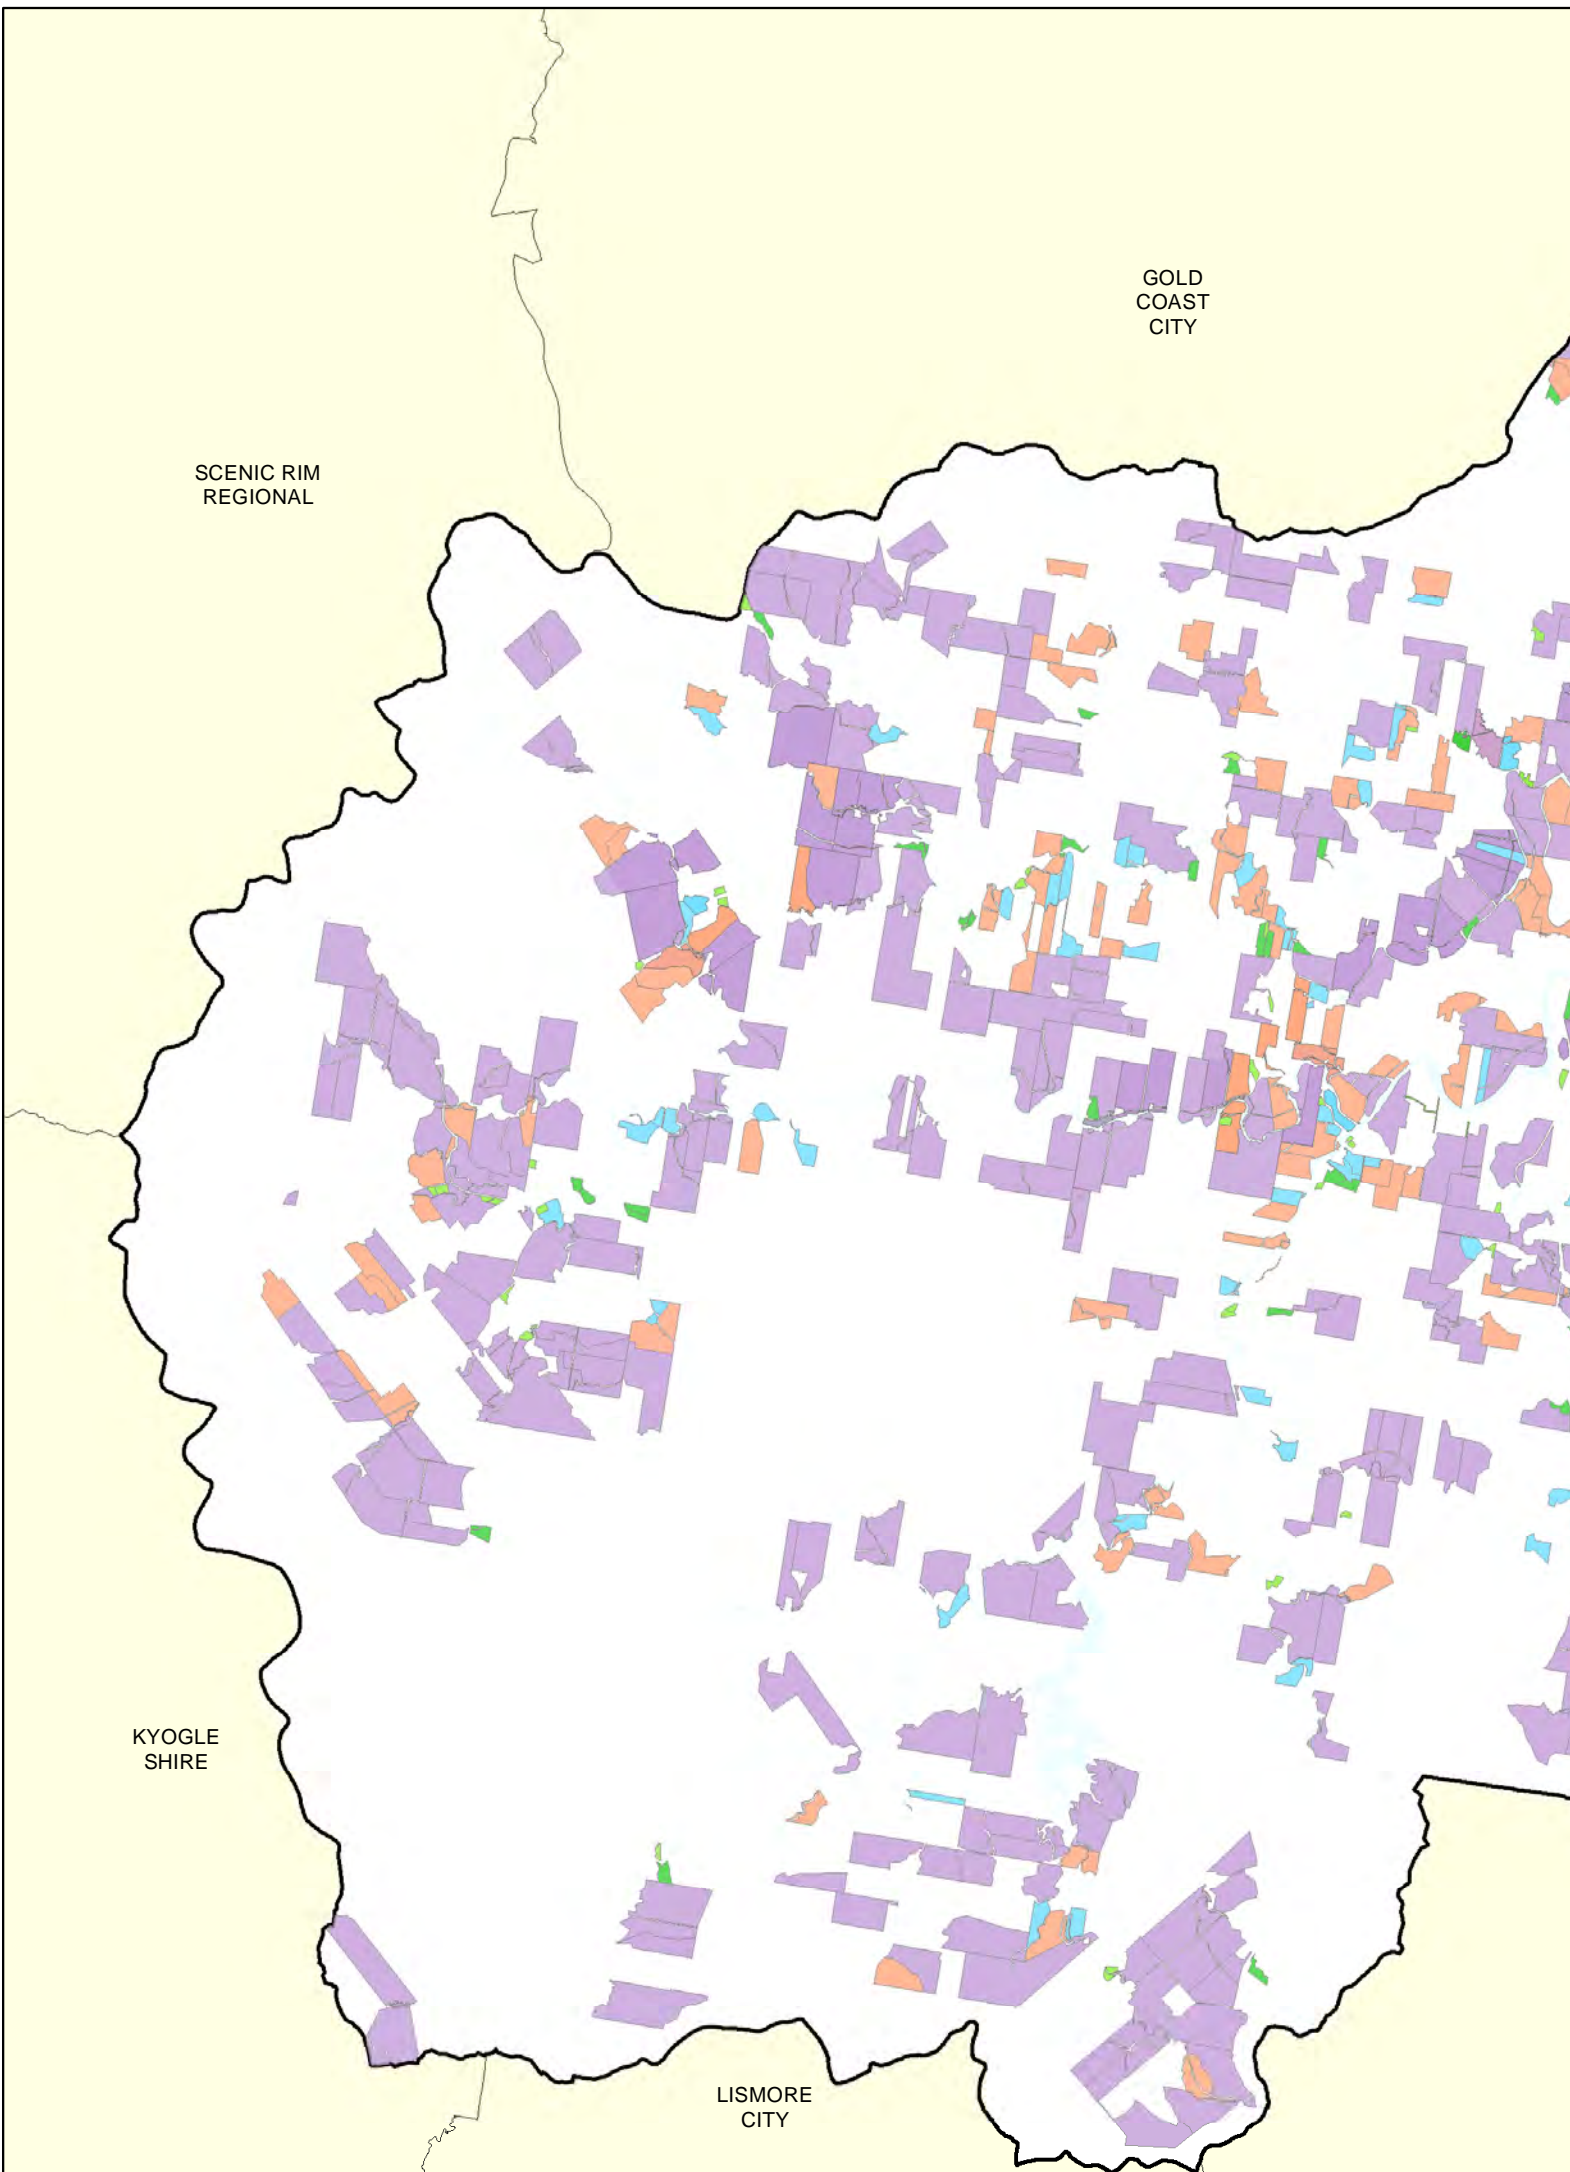 GOLD
COAST
CITY
SCENIC RIM
REGIONAL
KYOGLE
SHIRE
LISMORE
CITY